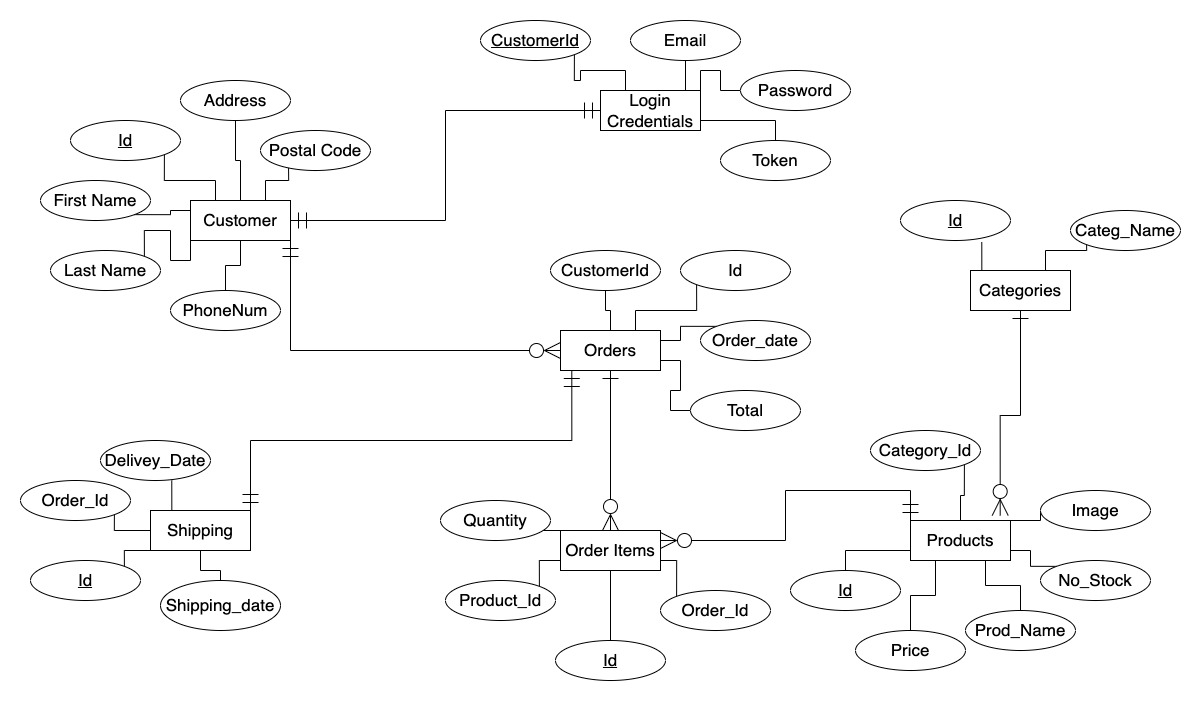 CustomerId
Email
Password
Login
Credentials
Token
Address
Id
Postal Code
First Name
Customer
Last Name
PhoneNum
Id
Categ_Name
Categories
CustomerId
Id
Orders
Order_date
Total
Delivey_Date
Order_Id
Shipping
Id
Shipping_date
Quantity
Order Items
Product_Id
Order_Id
Id
Category_Id
Image
Products
Id
No_Stock
Prod_Name
Price